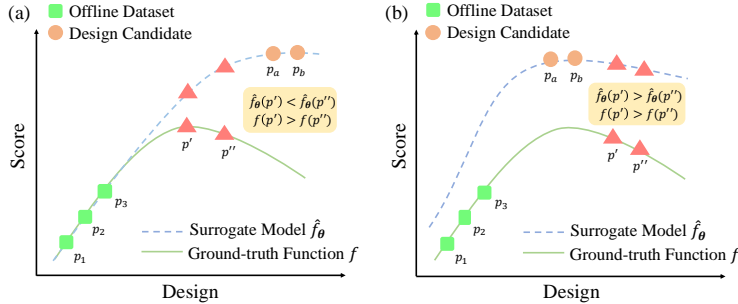 (a)
Offline Dataset
Design Candidate
p_a p_b
f̂_θ(p′) < f̂_θ(p′′)
f(p′) > f(p′′)
p′ p′′
p_3
p_2
p_1
Surrogate Model f̂_θ
Ground-truth Function f
Score
Design
(b)
Offline Dataset
Design Candidate
p_a p_b
f̂_θ(p′) > f̂_θ(p′′)
f(p′) > f(p′′)
p′ p′′
p_3
p_2
p_1
Surrogate Model f̂_θ
Ground-truth Function f
Score
Design